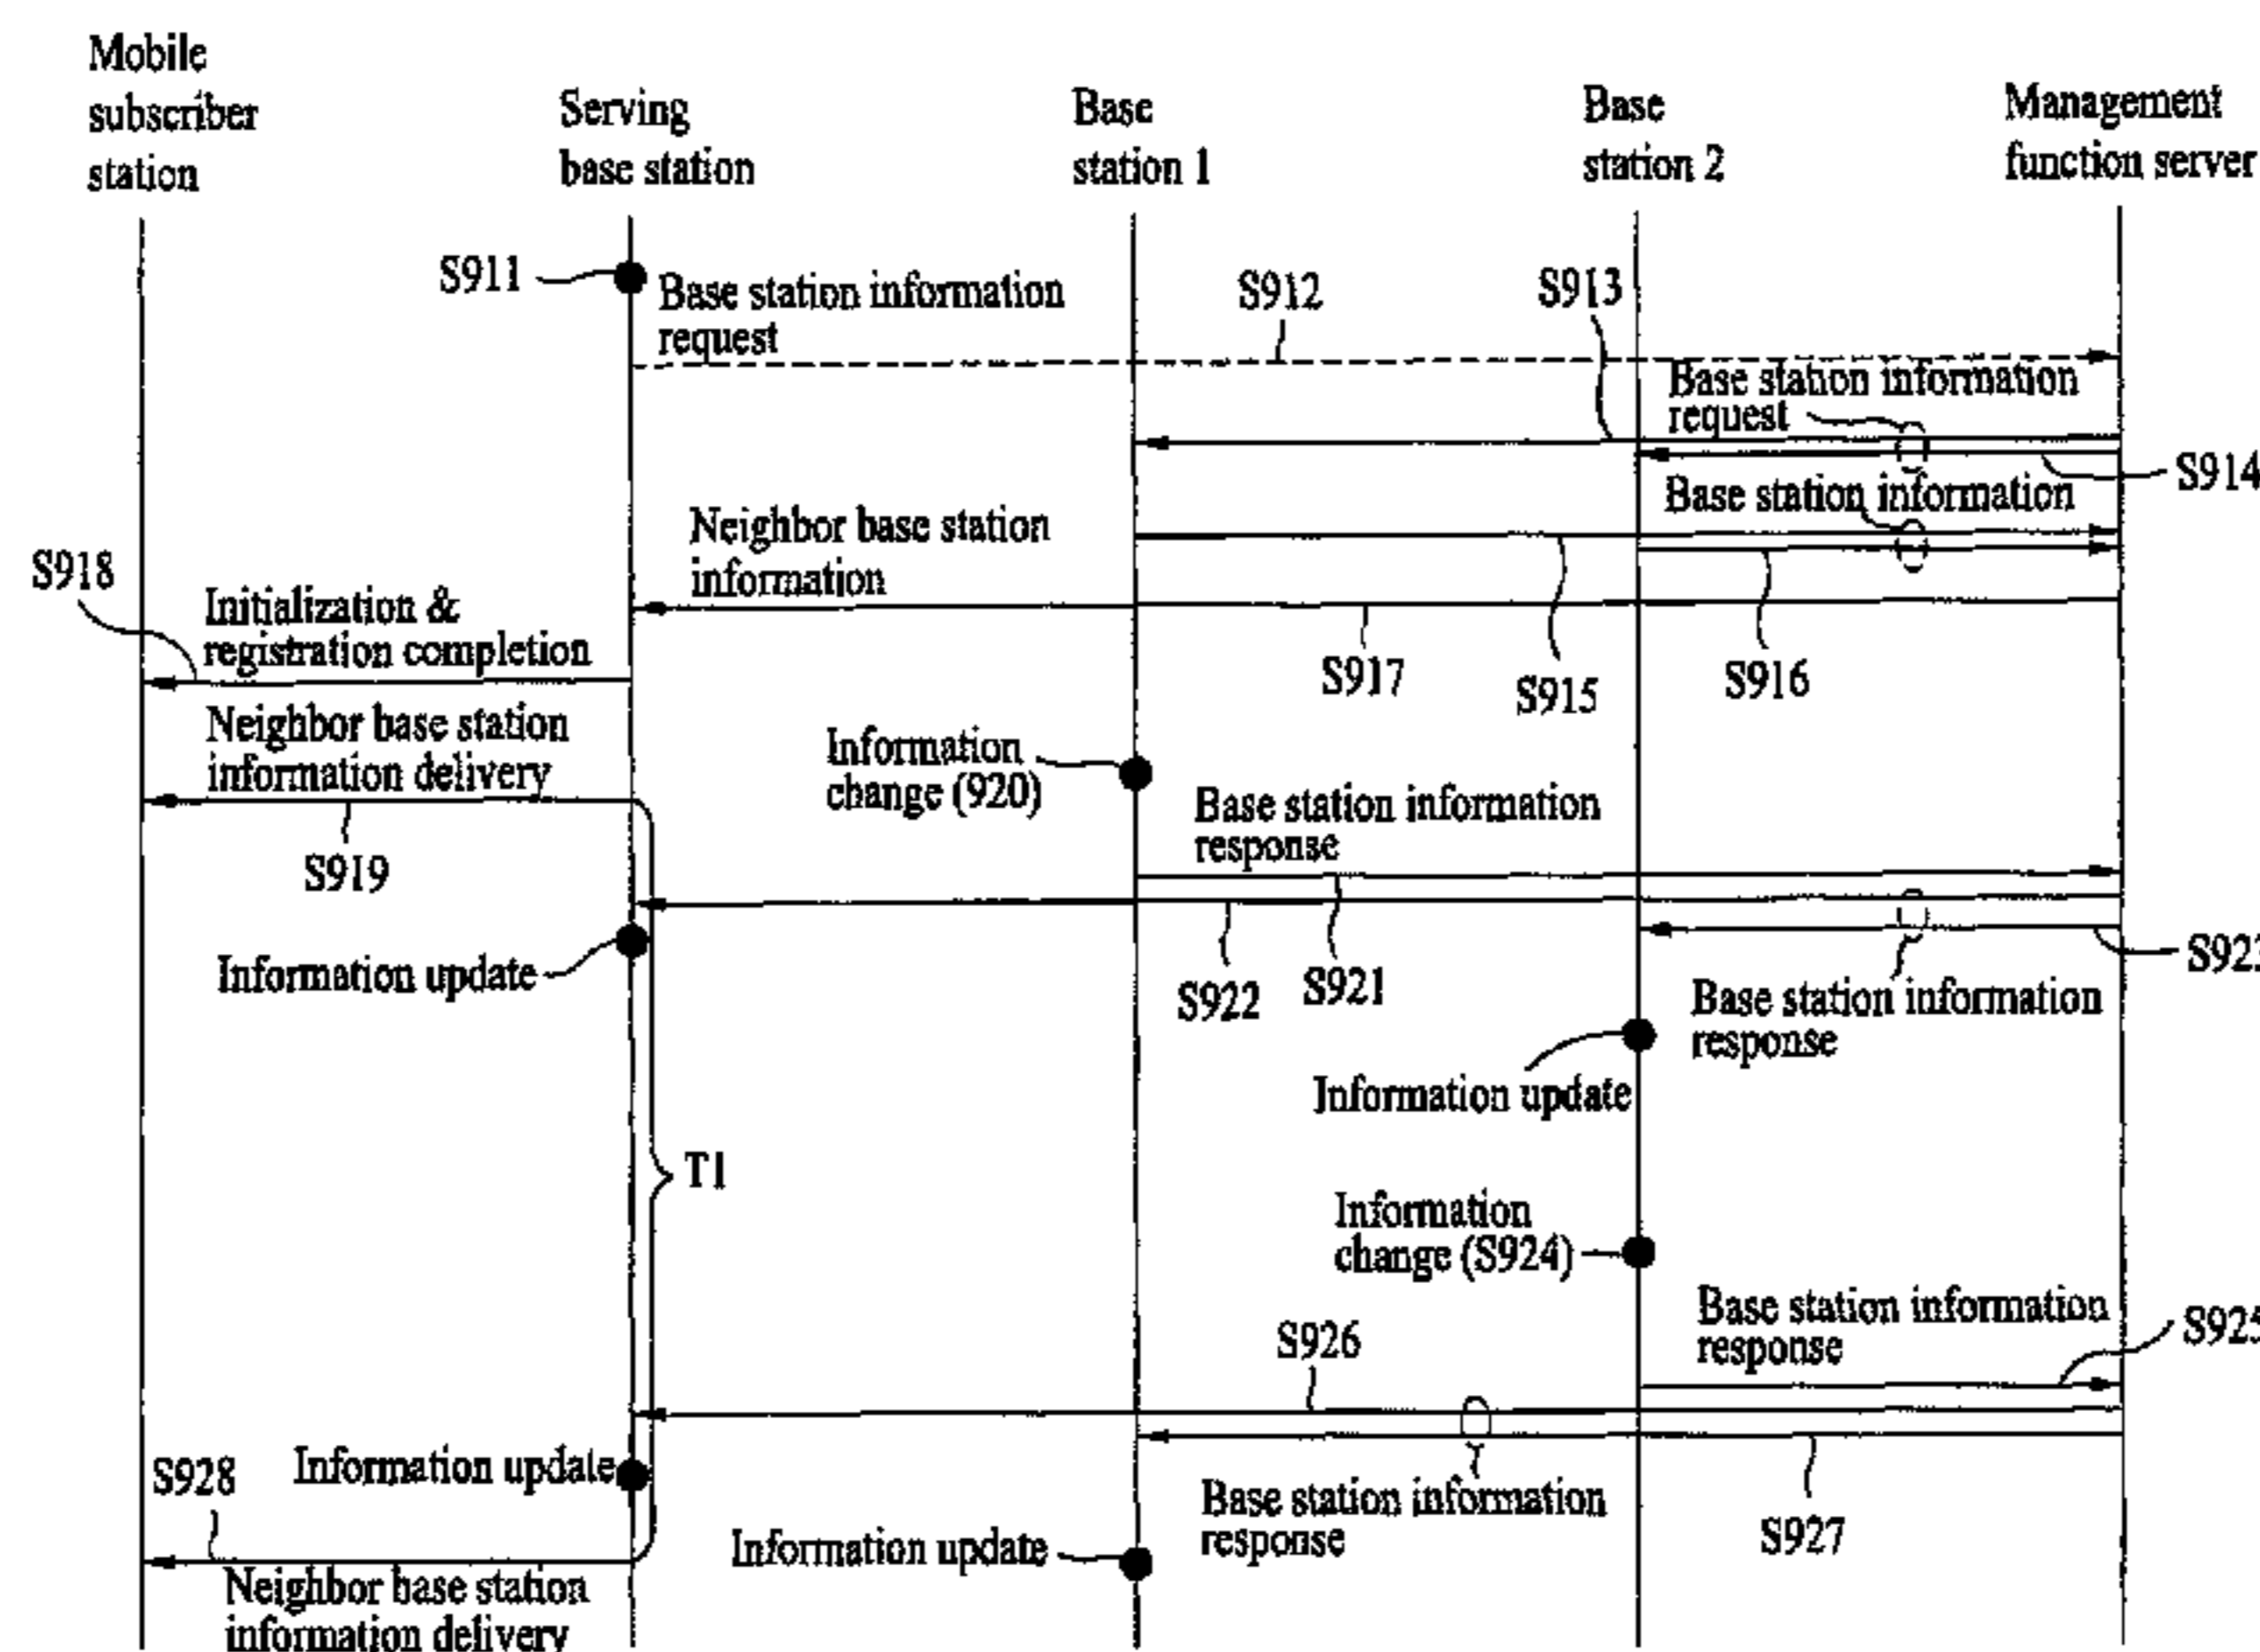 Mobile
subscriber
station
Serving
base station
Base
station 1
Base
station 2
Management
function server
S911
Base station information
request
S912
S913
Base station information
request
S914
Base station information
Neighbor base station
information
S918
Initialization &
registration completion
S917
S915
S916
Neighbor base station
information delivery
S919
Information
change (920)
Base station information
response
Information update
S922
S921
S923
Base station information
response
Information update
T1
Information
change (S924)
Base station information
response
S925
S926
S928
Information update
Base station information
response
S927
Information update
Neighbor base station
information delivery